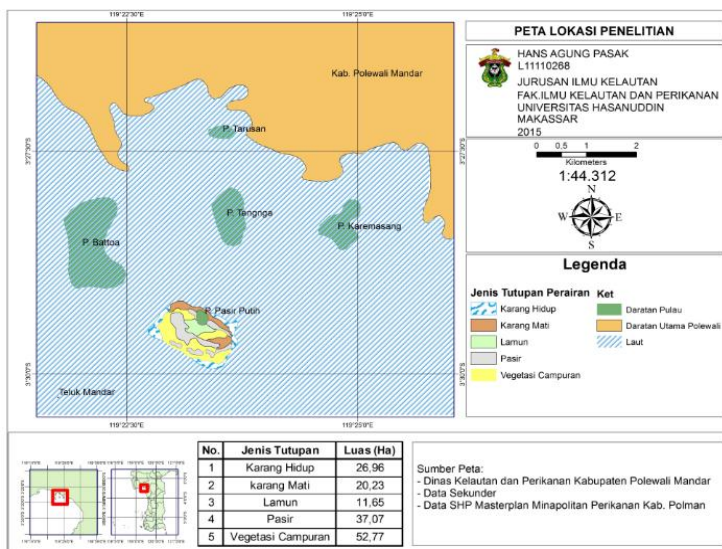 119°22'30"E
119°25'0"E
PETA LOKASI PENELITIAN
HANS AGUNG PASAK
L11110268
JURUSAN ILMU KELAUTAN
FAK.ILMU KELAUTAN DAN PERIKANAN
UNIVERSITAS HASANUDDIN
MAKASSAR
2015
Kab. Polewali Mandar
P. Tarusan
3°27'30"S
3°27'30"S
0 0.5 1 2
Kilometers
1:44.312
N
W E
S
P. Tangnga
P. Karemasang
P. Battoa
P. Pasir Putih
Teluk Mandar
3°30'0"S
3°30'0"S
119°22'30"E
119°25'0"E
Legenda
Jenis Tutupan Perairan
Karang Hidup
Karang Mati
Lamun
Pasir
Vegetasi Campuran
Ket
Daratan Pulau
Daratan Utama Polewali
Laut
No. Jenis Tutupan Luas (Ha)
1 Karang Hidup 26,96
2 karang Mati 20,23
3 Lamun 11,65
4 Pasir 37,07
5 Vegetasi Campuran 52,77
Sumber Peta:
- Dinas Kelautan dan Perikanan Kabupaten Polewali Mandar
- Data Sekunder
- Data SHP Masterplan Minapolitan Perikanan Kab. Polman